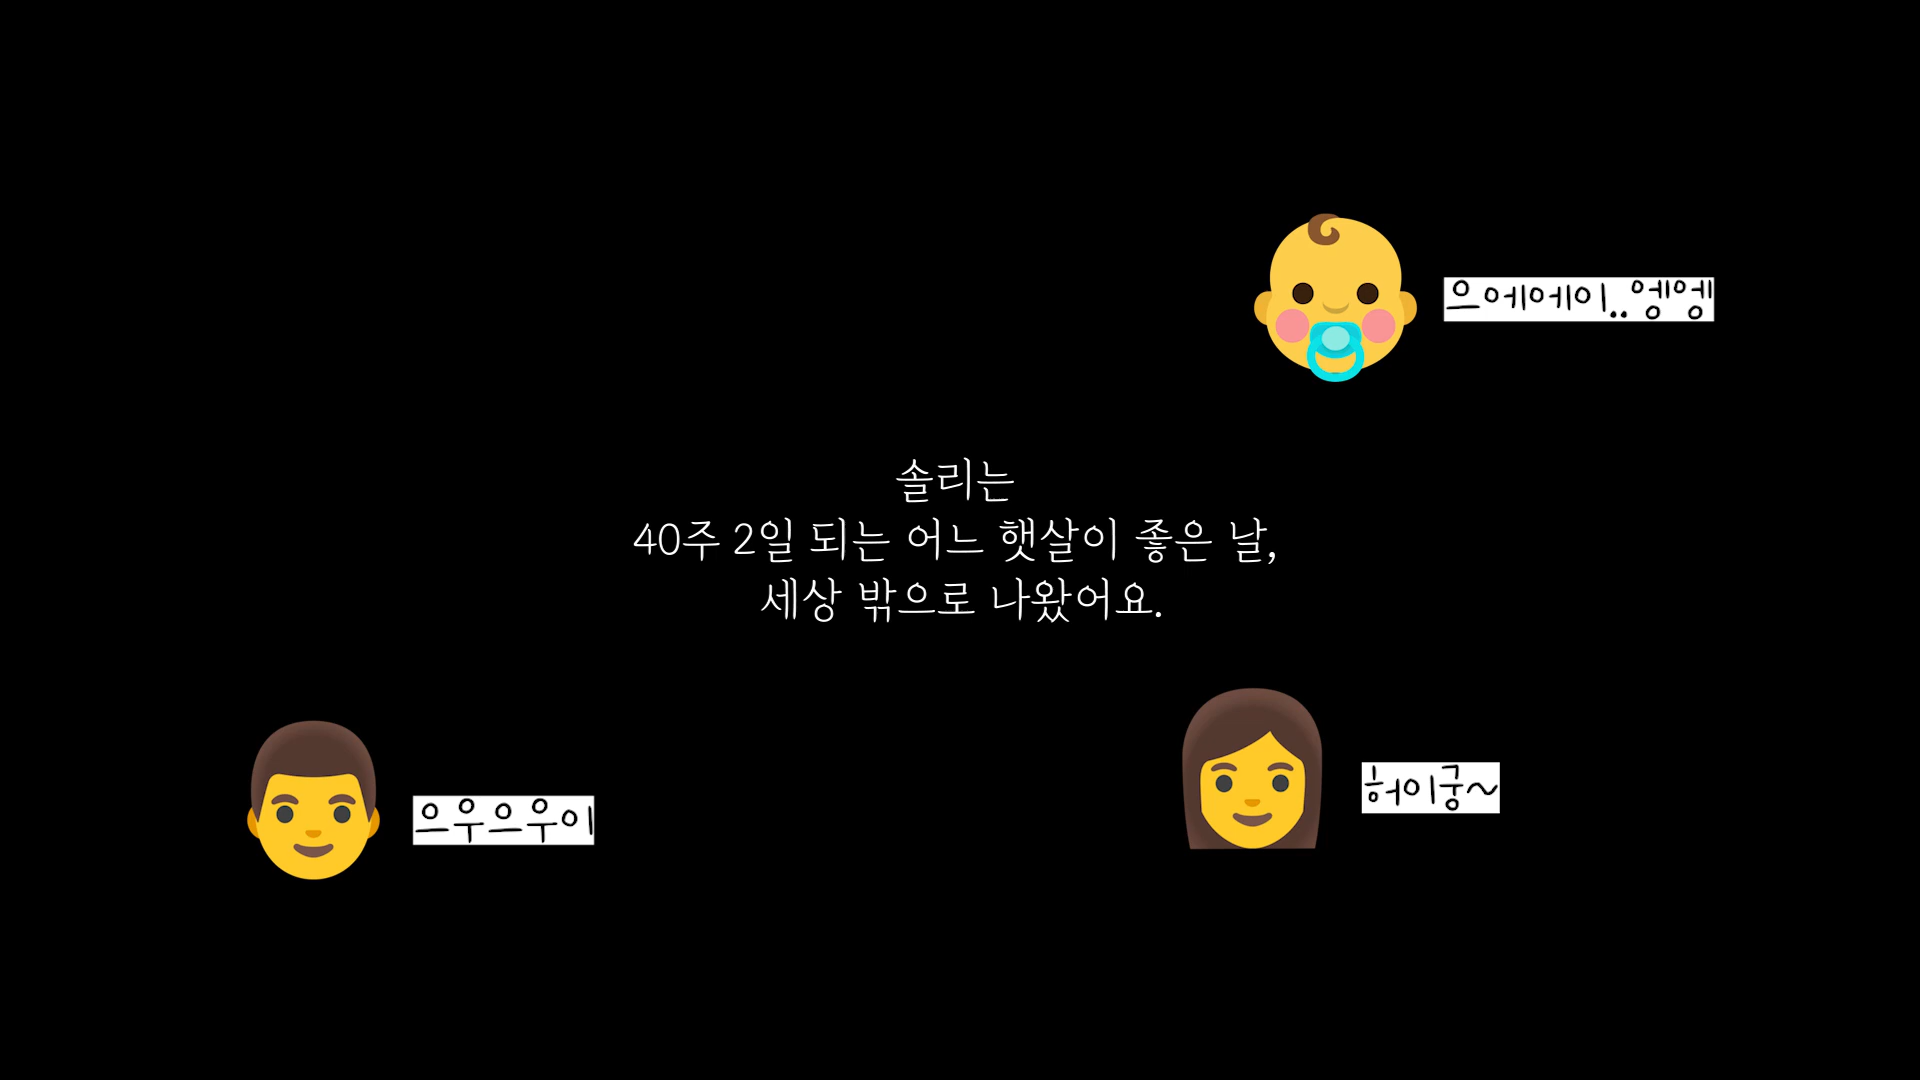 으에에이..엥엥
솔리는
40주 2일 되는 어느 햇살이 좋은 날,
세상 밖으로 나왔어요.
허이궁~
으우으우이